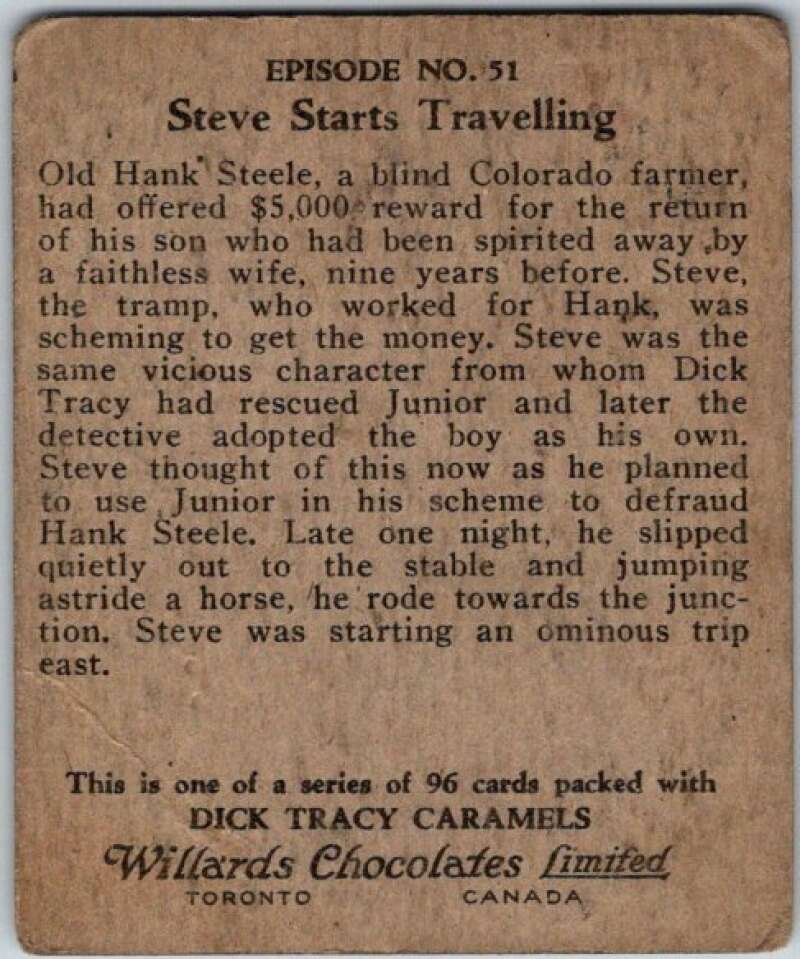 EPISODE NO. 51
Steve Starts Travelling
Old Hank Steele, a blind Colorado farmer,
had offered $5,000 reward for the return
of his son who had been spirited away by
a faithless wife, nine years before. Steve,
the tramp, who worked for Hank, was
scheming to get the money. Steve was the
same vicious character from whom Dick
Tracy had rescued Junior and later the
detective adopted the boy as his own.
Steve thought of this now as he planned
to use Junior in his scheme to defraud
Hank Steele. Late one night, he slipped
quietly out to the stable and jumping
astride a horse, he rode towards the junc-
tion. Steve was starting an ominous trip
east.
This is one of a series of 96 cards packed with
DICK TRACY CARAMELS
Willards Chocolates Limited
TORONTO CANADA